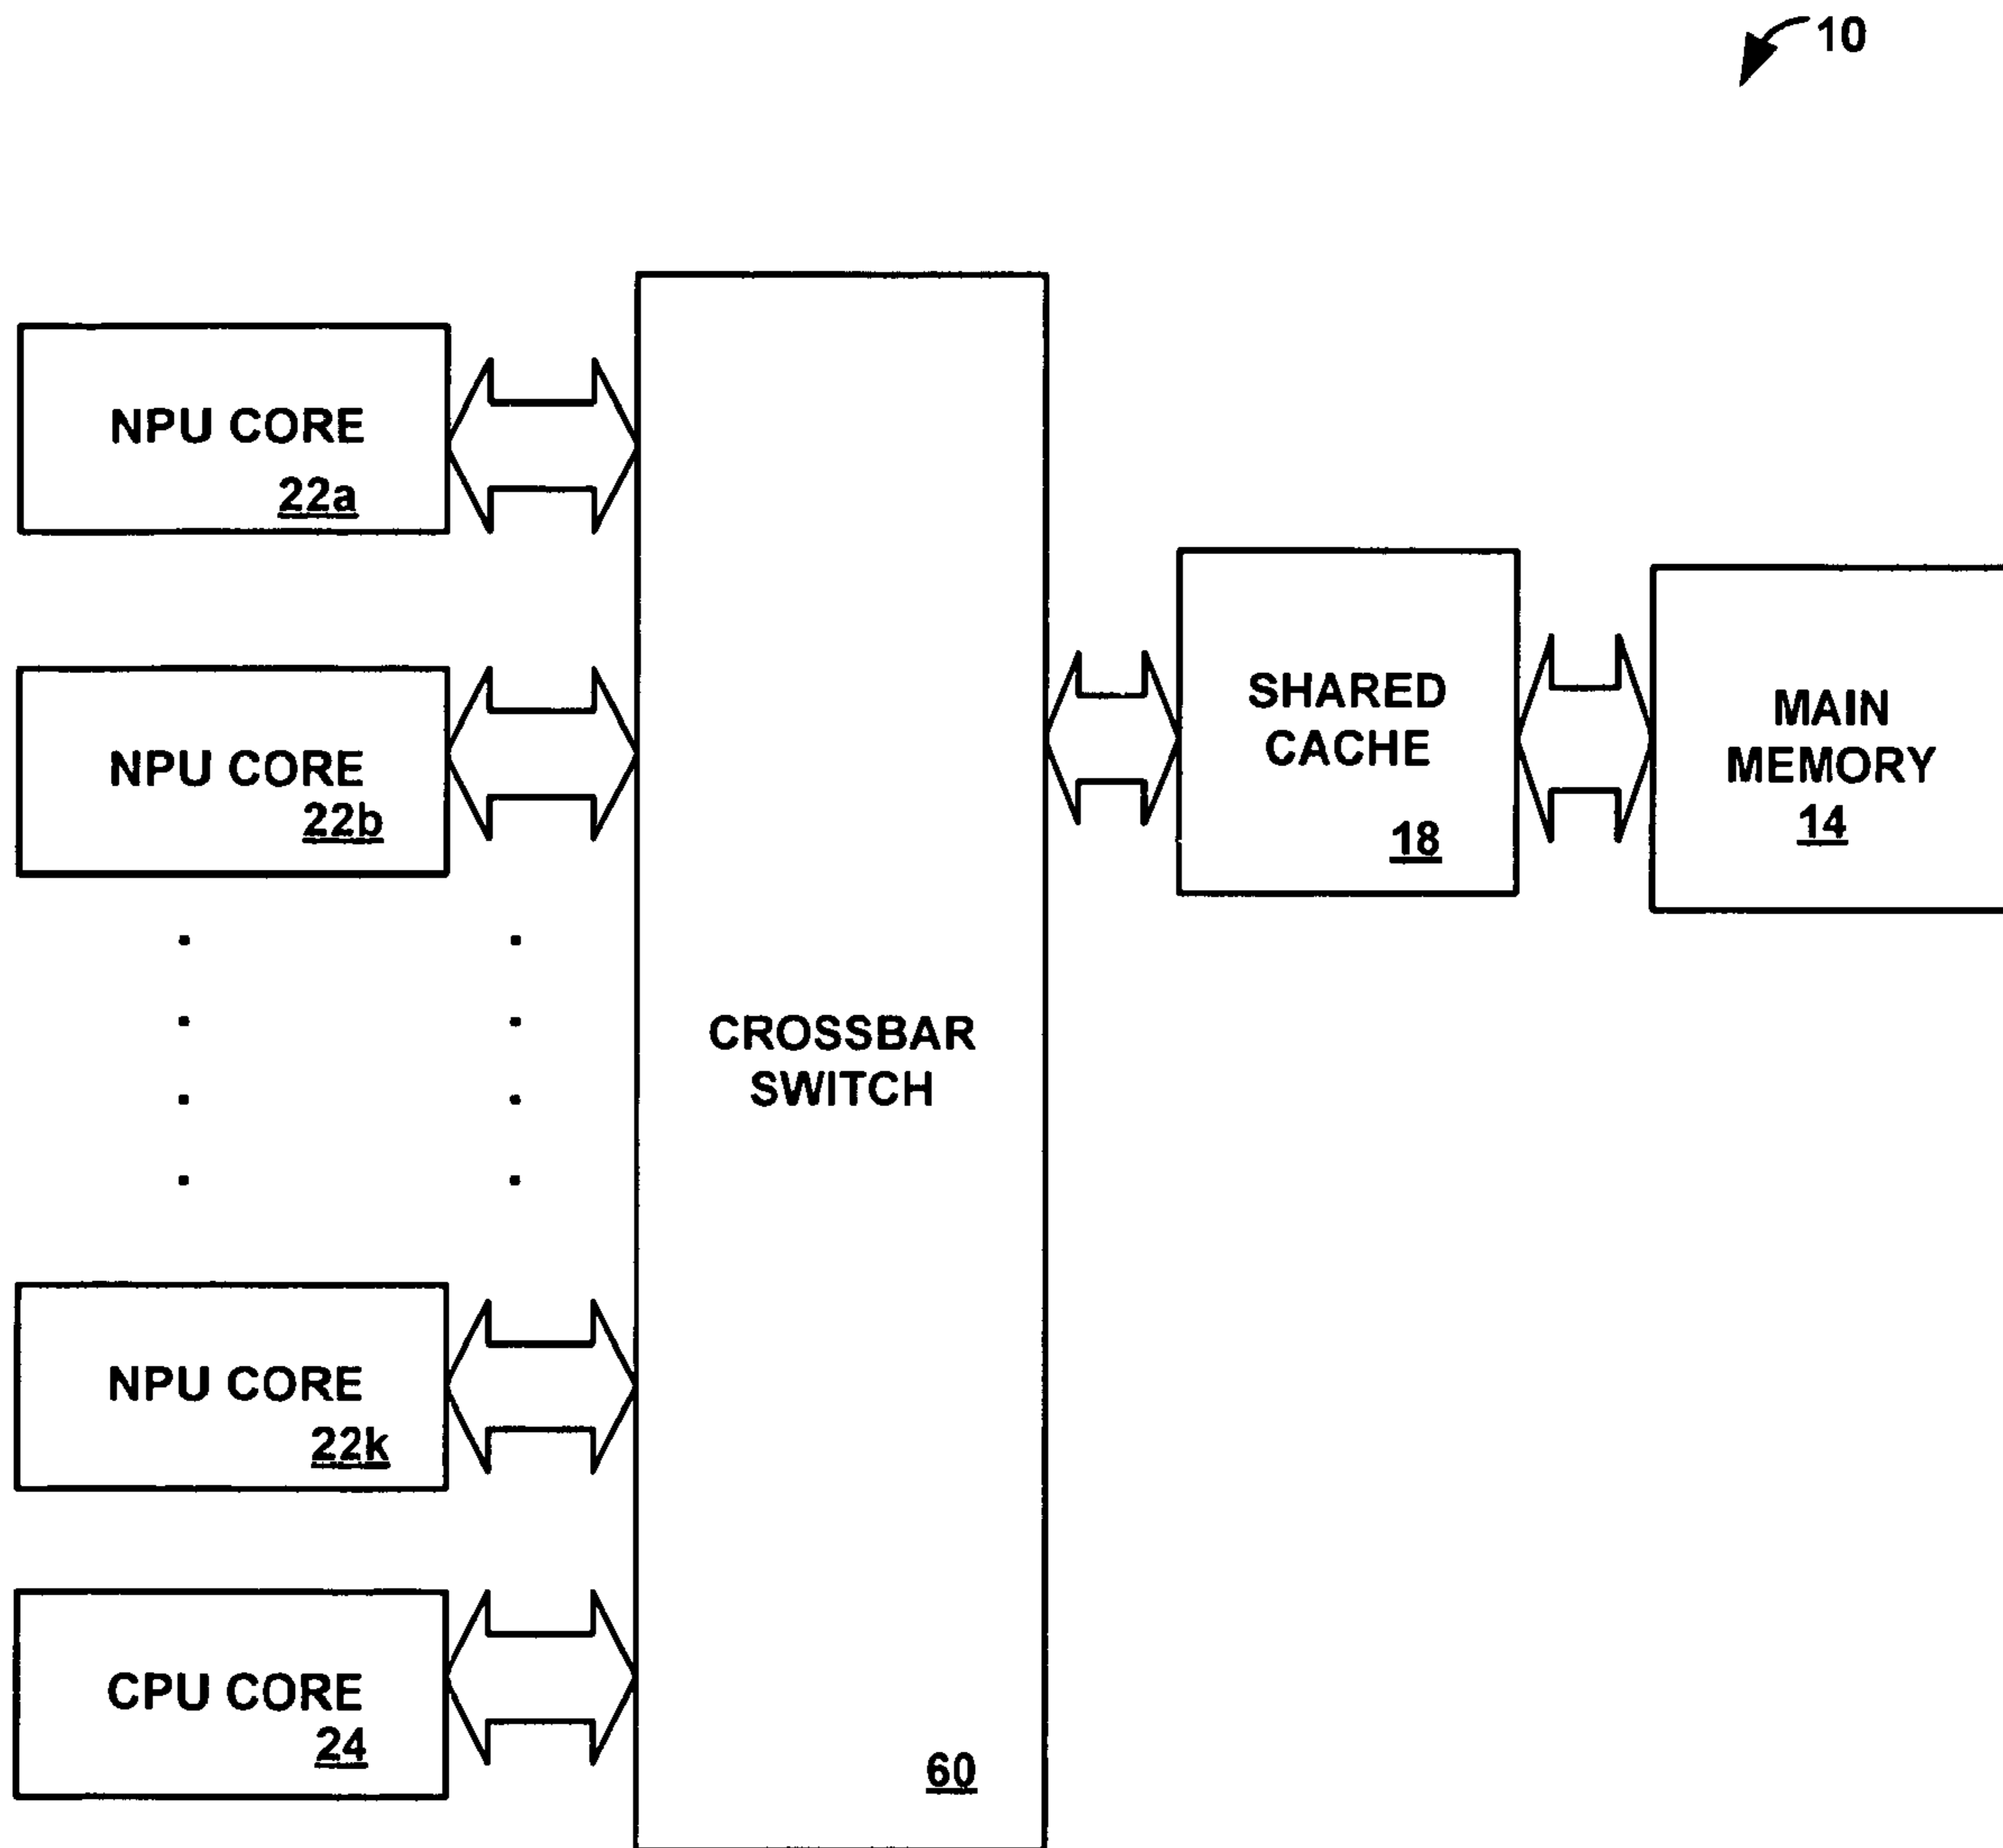 10
NPU CORE
22a
NPU CORE
22b
NPU CORE
22k
CPU CORE
24
CROSSBAR
SWITCH
60
SHARED
CACHE
18
MAIN
MEMORY
14